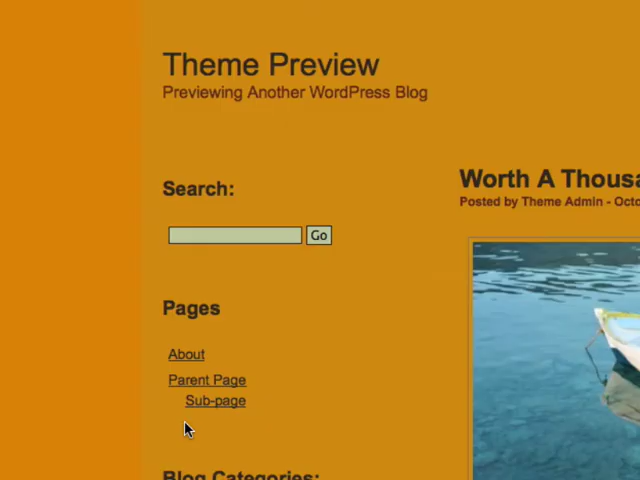 Theme Preview
Previewing Another WordPress Blog
Search:
Go
Pages
About
Parent Page
Sub-page
Blog Categories:
Worth A Thousa
Posted by Theme Admin - Octo